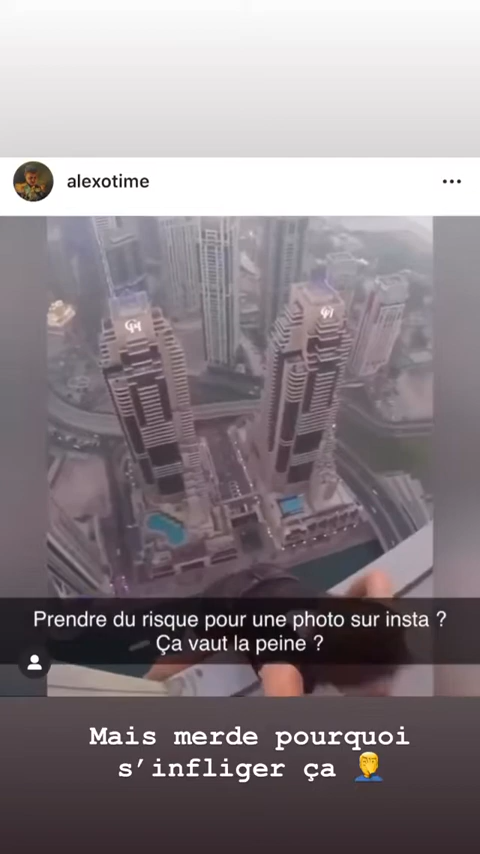 alexotime
Prendre du risque pour une photo sur insta ?
Ça vaut la peine ?
Mais merde pourquoi
s’infliger ça 🤦‍♂️